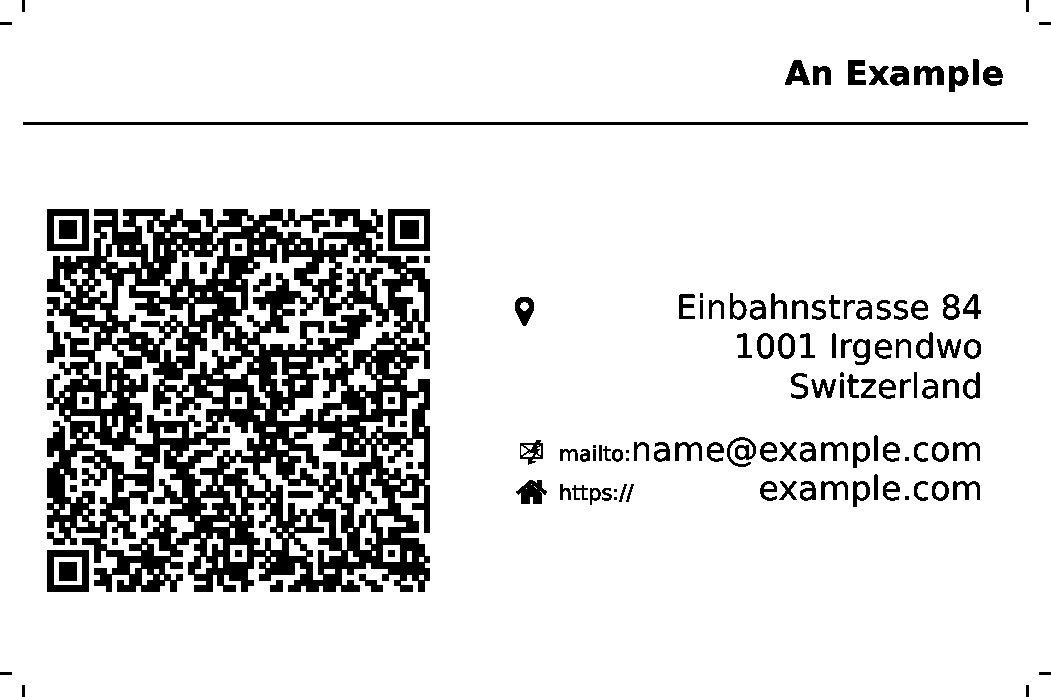 An Example
Einbahnstrasse 84
1001 Irgendwo
Switzerland
mailto:name@example.com
https:// example.com